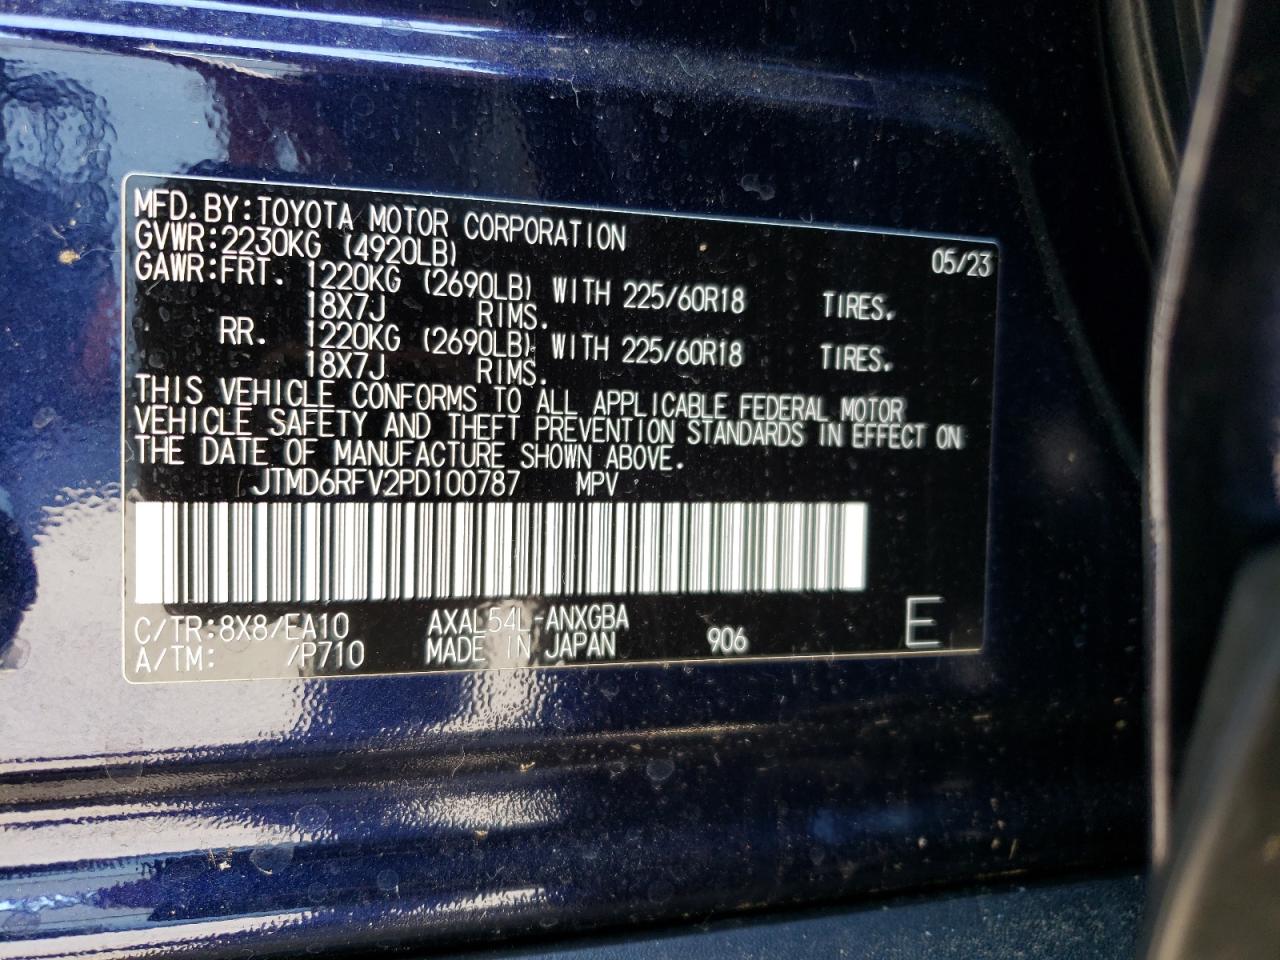 MFD.BY:TOYOTA MOTOR CORPORATION 05/23
GVWR:2230KG (4920LB)
GAWR:FRT. 1220KG (2690LB) WITH 225/60R18 TIRES.
18X7J RIMS.
RR. 1220KG (2690LB) WITH 225/60R18 TIRES.
18X7J RIMS.
THIS VEHICLE CONFORMS TO ALL APPLICABLE FEDERAL MOTOR
VEHICLE SAFETY AND THEFT PREVENTION STANDARDS IN EFFECT ON
THE DATE OF MANUFACTURE SHOWN ABOVE.
JTMD6RFV2PD100787 MPV
C/TR:8X8/EA10 AXAL54L-ANXGBA
A/TM: /P710 MADE IN JAPAN 906 E